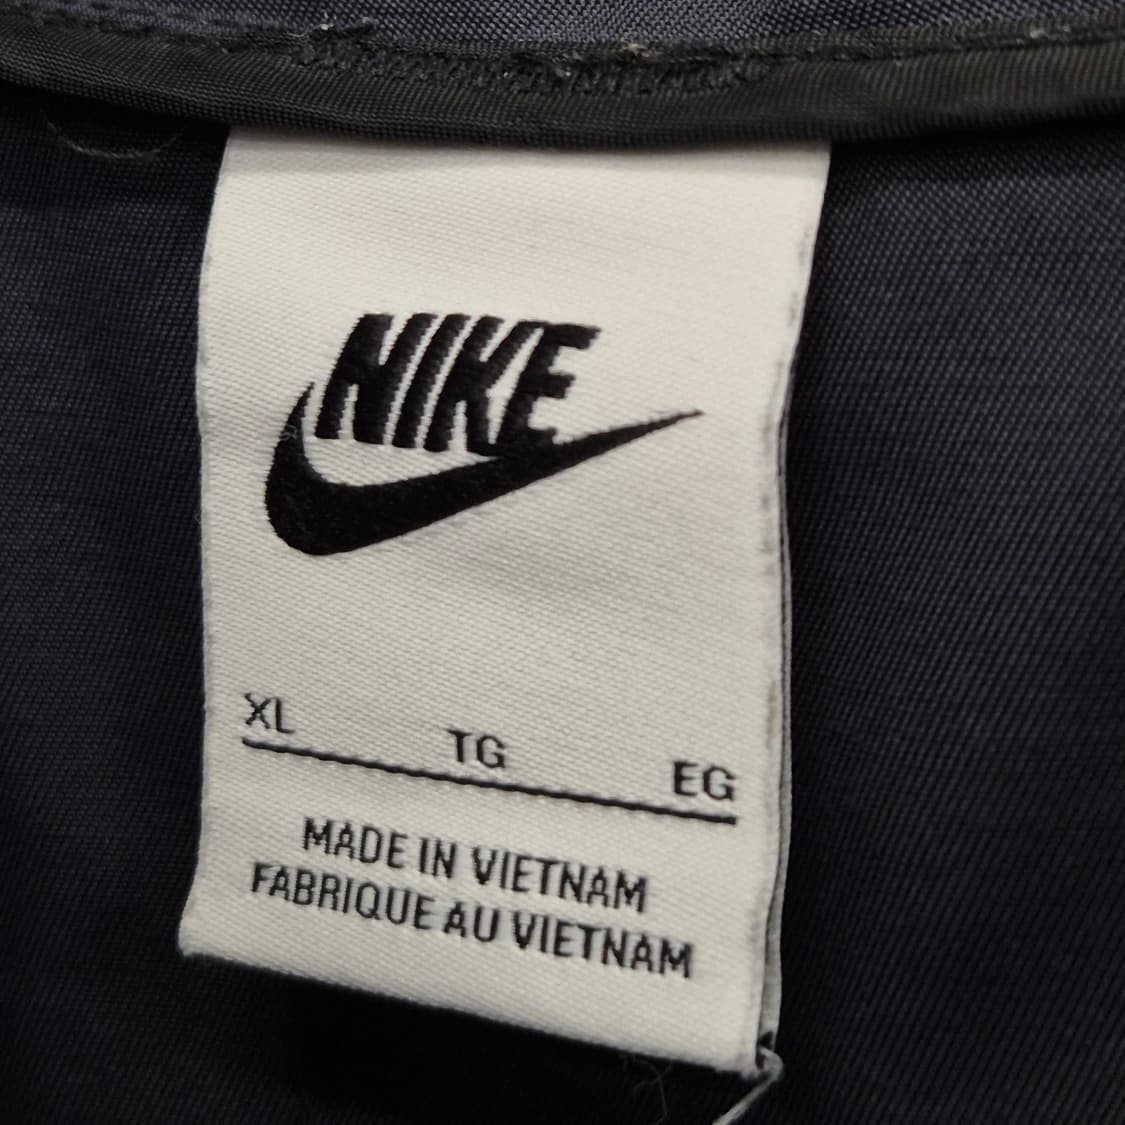 NIKE
XL TG EG
MADE IN VIETNAM
FABRIQUE AU VIETNAM